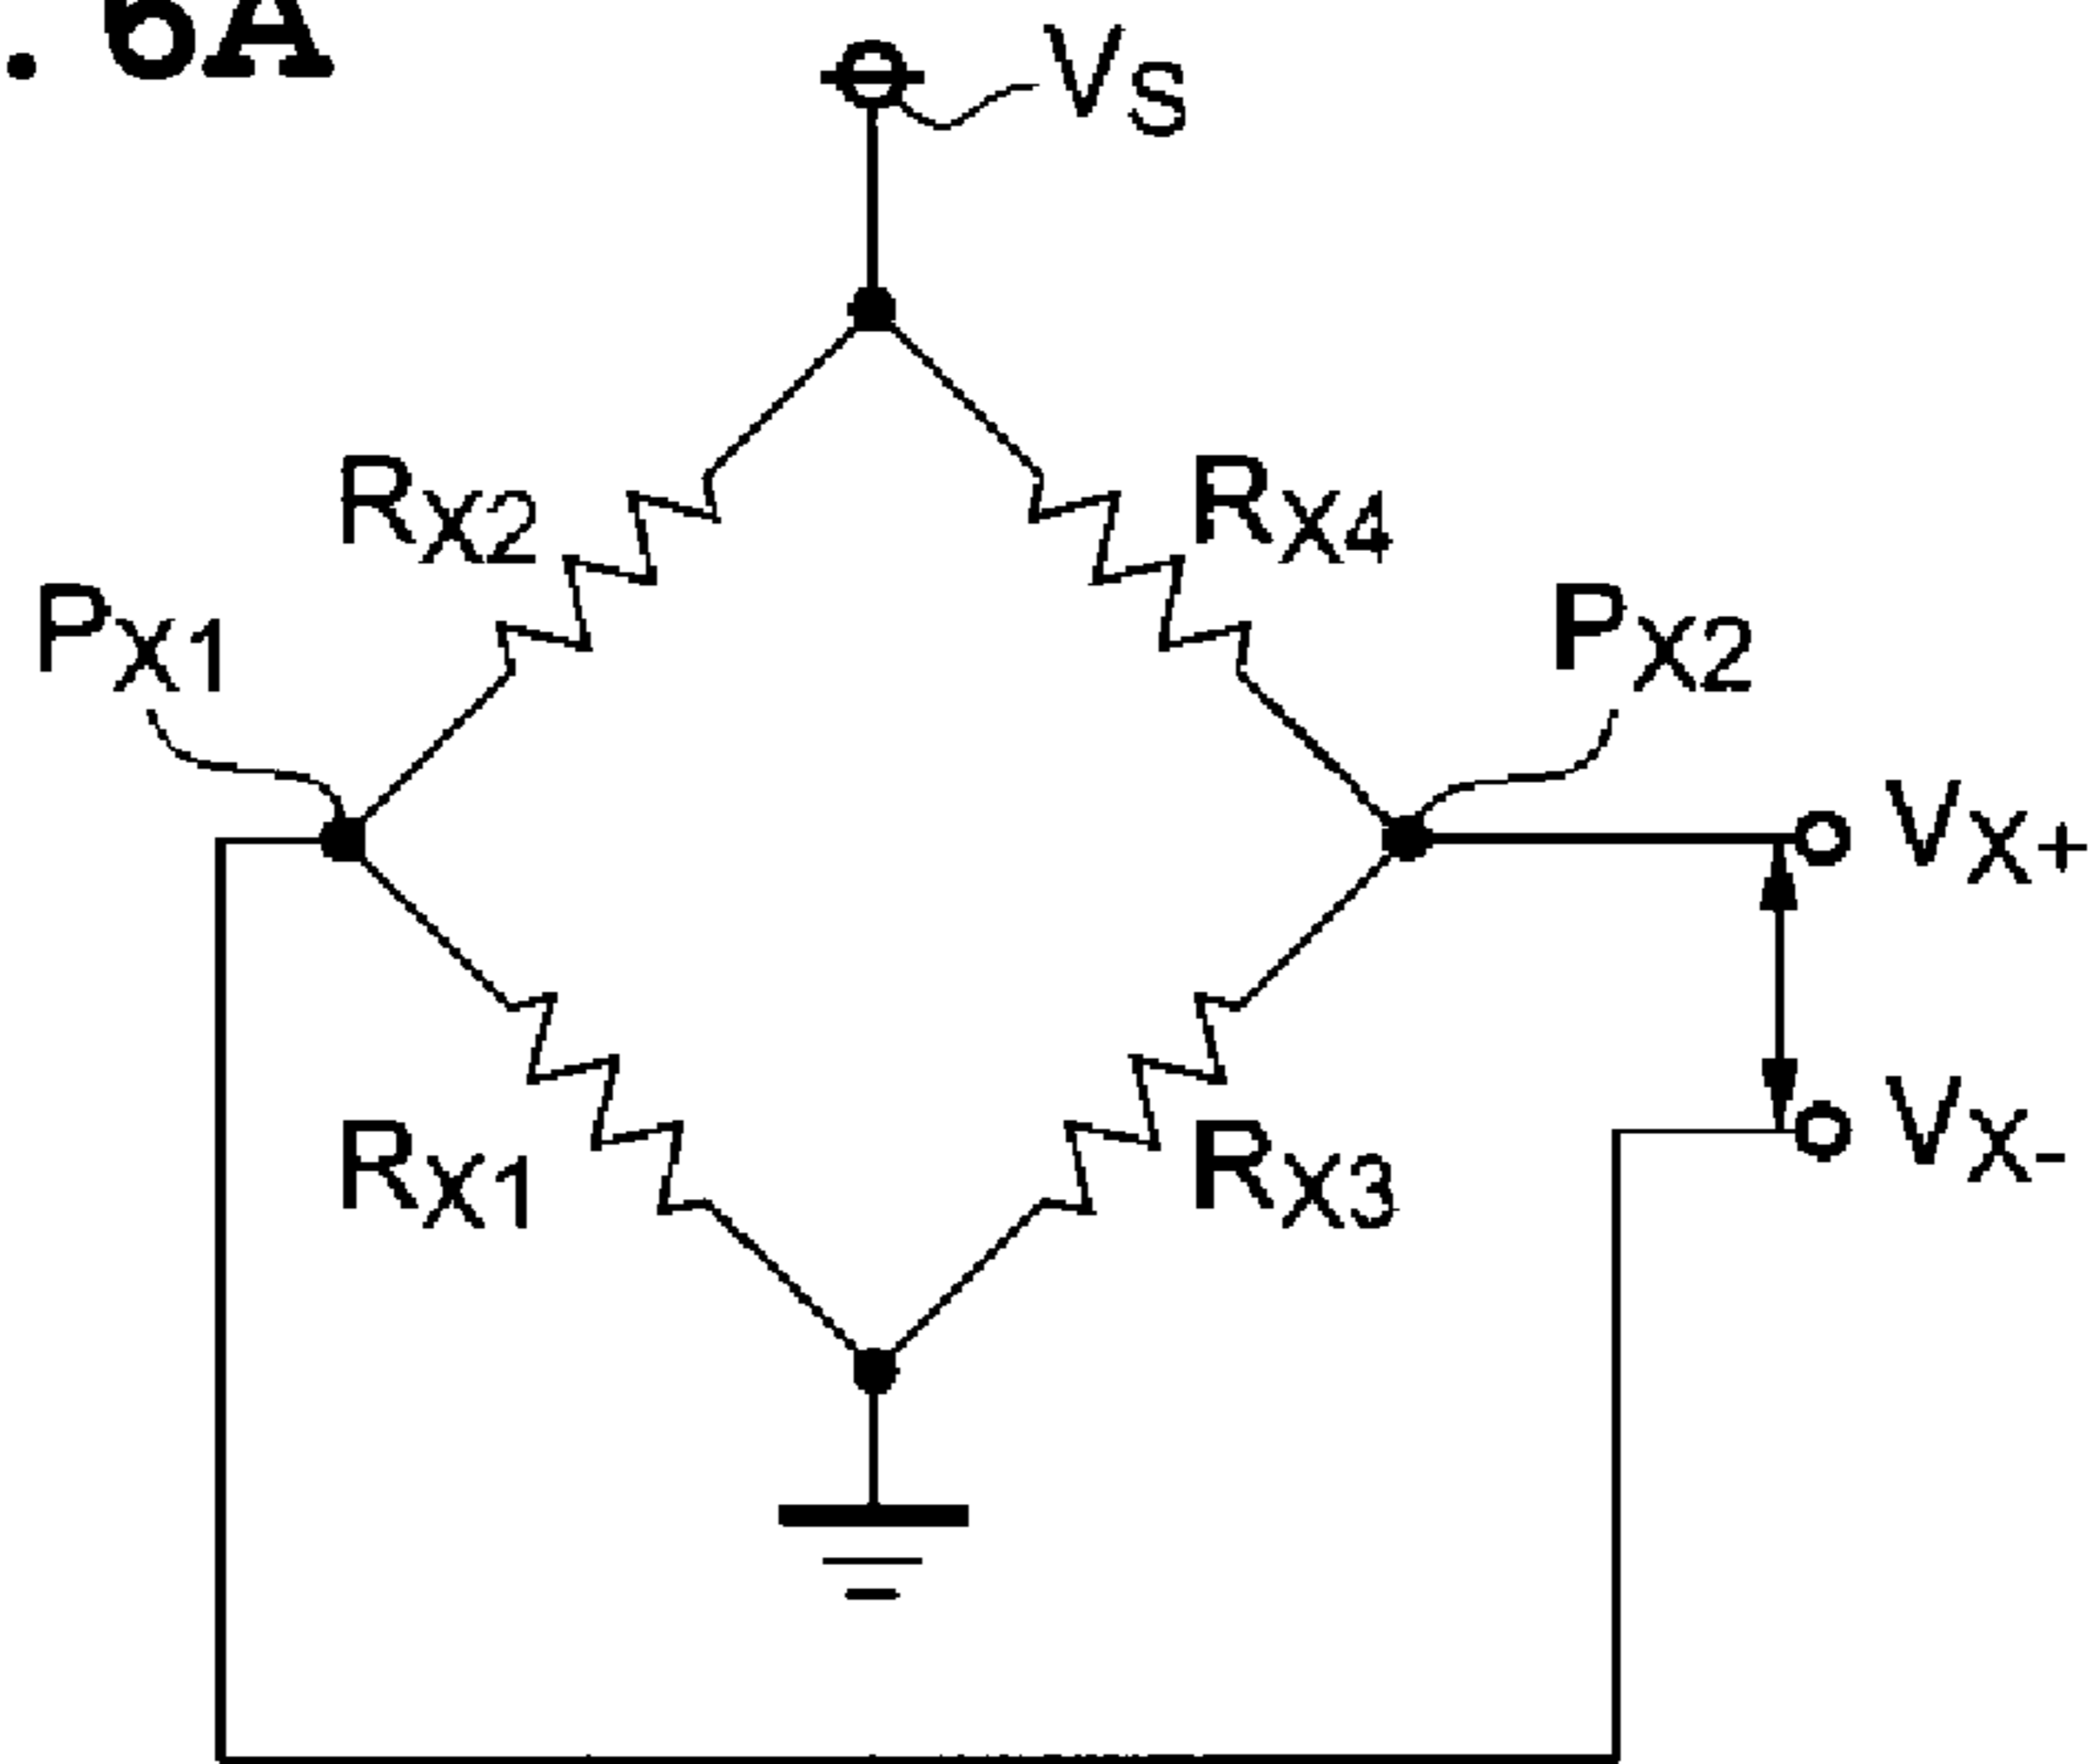 . 6A
VS
RX2
RX4
PX1
PX2
VX+
RX1
RX3
VX-